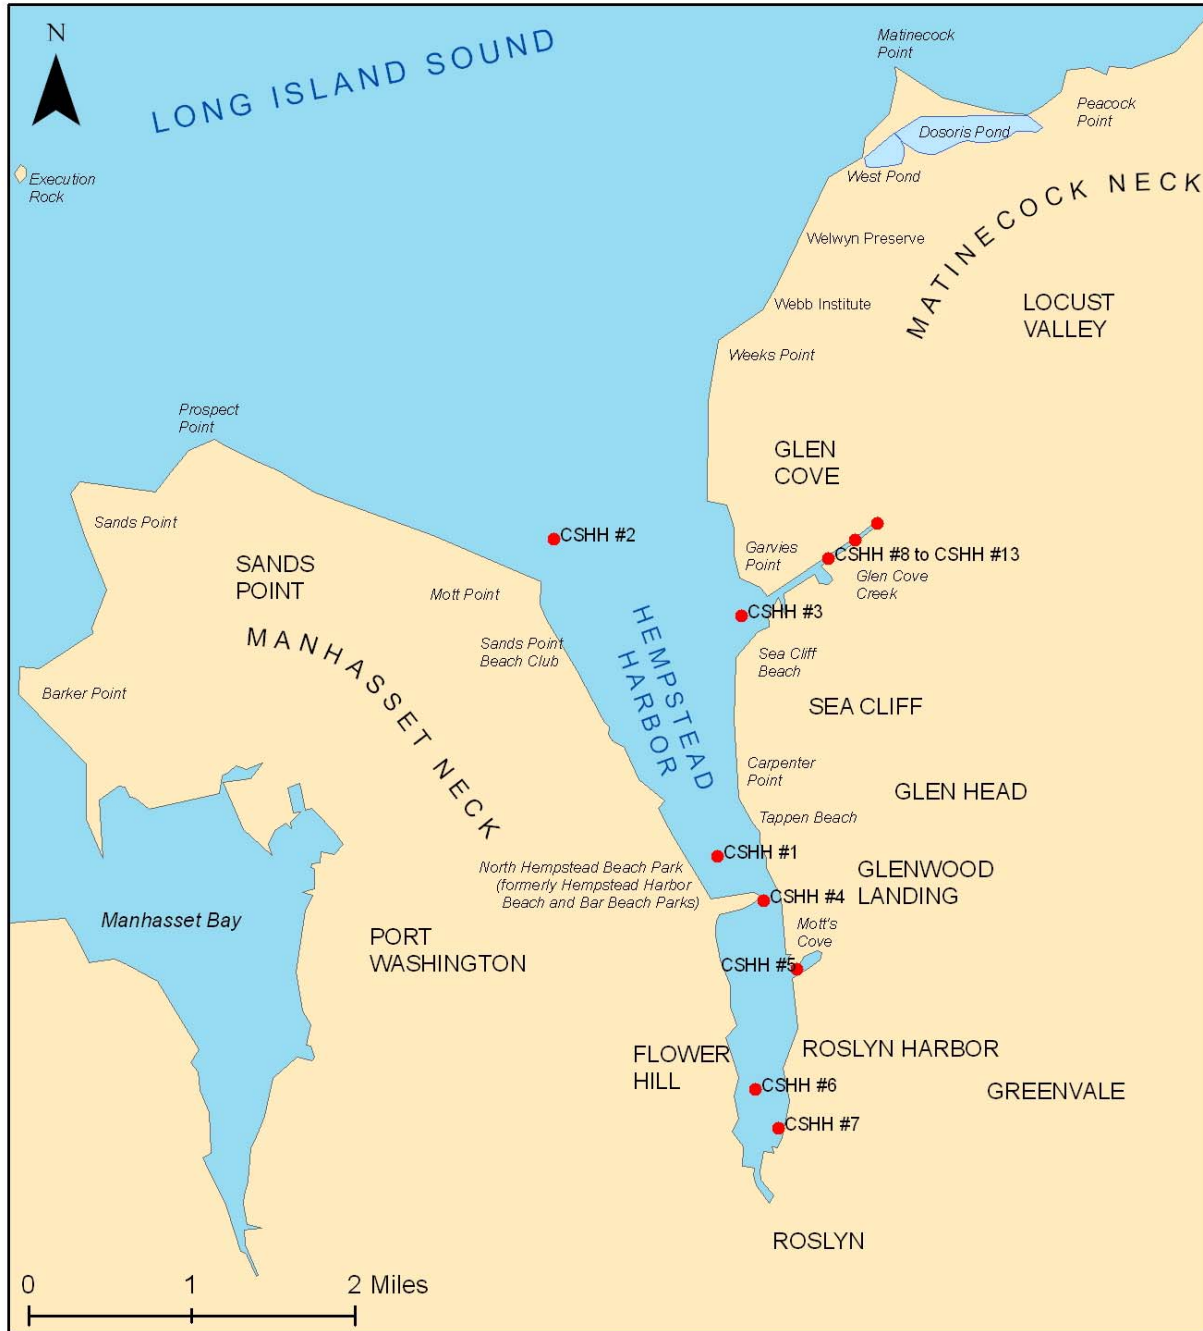 N
LONG ISLAND SOUND
Matinecock
Point
Peacock
Point
Dosoris Pond
Execution
Rock
West Pond
MATINECOCK NECK
Welwyn Preserve
Webb Institute
LOCUST
VALLEY
Weeks Point
Prospect
Point
GLEN
COVE
Sands Point
CSHH #2
Garvies
Point
CSHH #8 to CSHH #13
SANDS
POINT
Mott Point
Glen Cove
Creek
HEMPSTEAD
HARBOR
CSHH #3
MANHASSET NECK
Sands Point
Beach Club
Sea Cliff
Beach
Barker Point
SEA CLIFF
Carpenter
Point
GLEN HEAD
Tappen Beach
CSHH #1
North Hempstead Beach Park
(formerly Hempstead Harbor
Beach and Bar Beach Parks)
GLENWOOD
LANDING
CSHH #4
Manhasset Bay
Mott's
Cove
PORT
WASHINGTON
CSHH #5
FLOWER
HILL
ROSLYN HARBOR
CSHH #6
GREENVALE
CSHH #7
ROSLYN
0 1 2 Miles